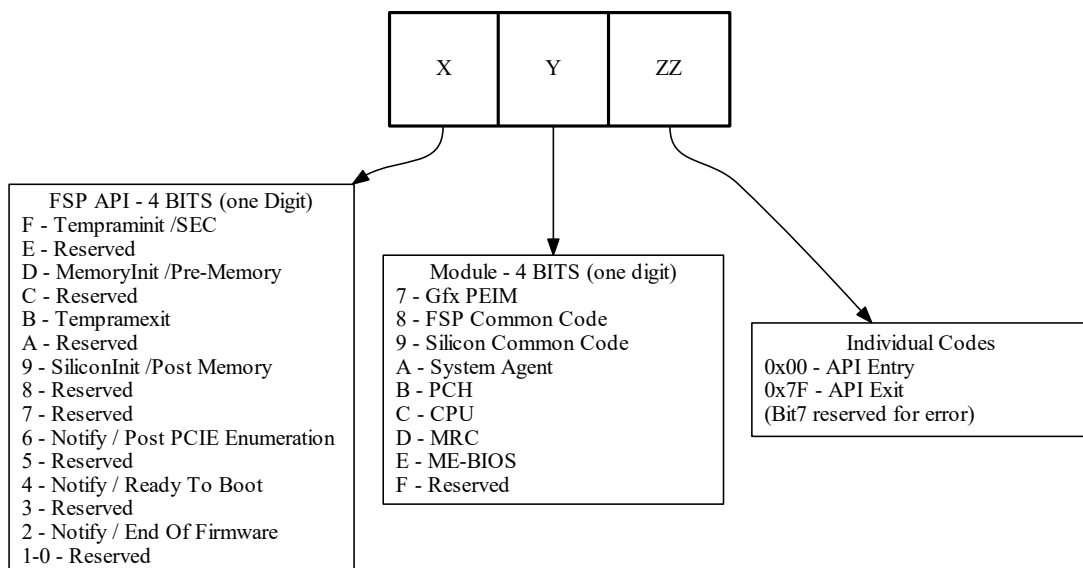 X
Y
ZZ
FSP API - 4 BITS (one Digit)
F - Tempraminit /SEC
E - Reserved
D - MemoryInit /Pre-Memory
C - Reserved
B - Tempramexit
A - Reserved
9 - SiliconInit /Post Memory
8 - Reserved
7 - Reserved
6 - Notify / Post PCIE Enumeration
5 - Reserved
4 - Notify / Ready To Boot
3 - Reserved
2 - Notify / End Of Firmware
1-0 - Reserved
Module - 4 BITS (one digit)
7 - Gfx PEIM
8 - FSP Common Code
9 - Silicon Common Code
A - System Agent
B - PCH
C - CPU
D - MRC
E - ME-BIOS
F - Reserved
Individual Codes
0x00 - API Entry
0x7F - API Exit
(Bit7 reserved for error)